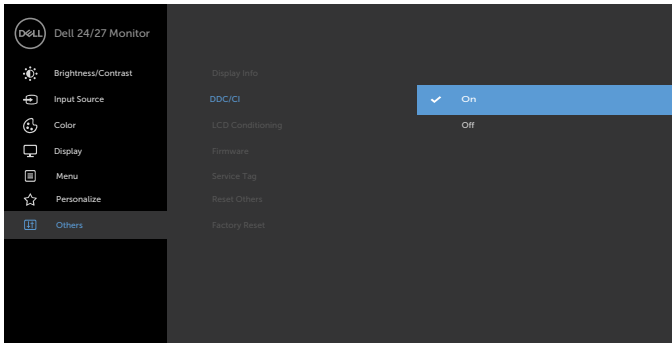 DELL Dell 24/27 Monitor
Brightness/Contrast
Input Source
Color
Display
Menu
Personalize
Others
Display Info
DDC/CI
LCD Conditioning
Firmware
Service Tag
Reset Others
Factory Reset
On
Off